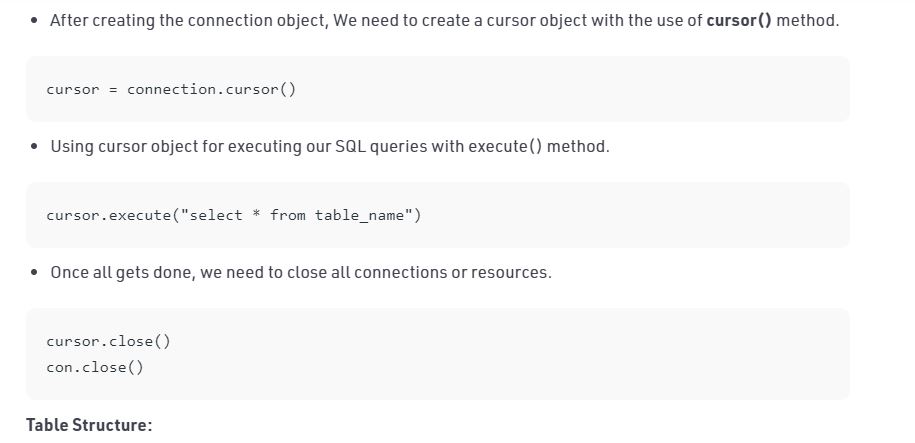 • After creating the connection object, We need to create a cursor object with the use of cursor() method.
cursor = connection.cursor()
• Using cursor object for executing our SQL queries with execute() method.
cursor.execute("select * from table_name")
• Once all gets done, we need to close all connections or resources.
cursor.close()
con.close()
Table Structure: